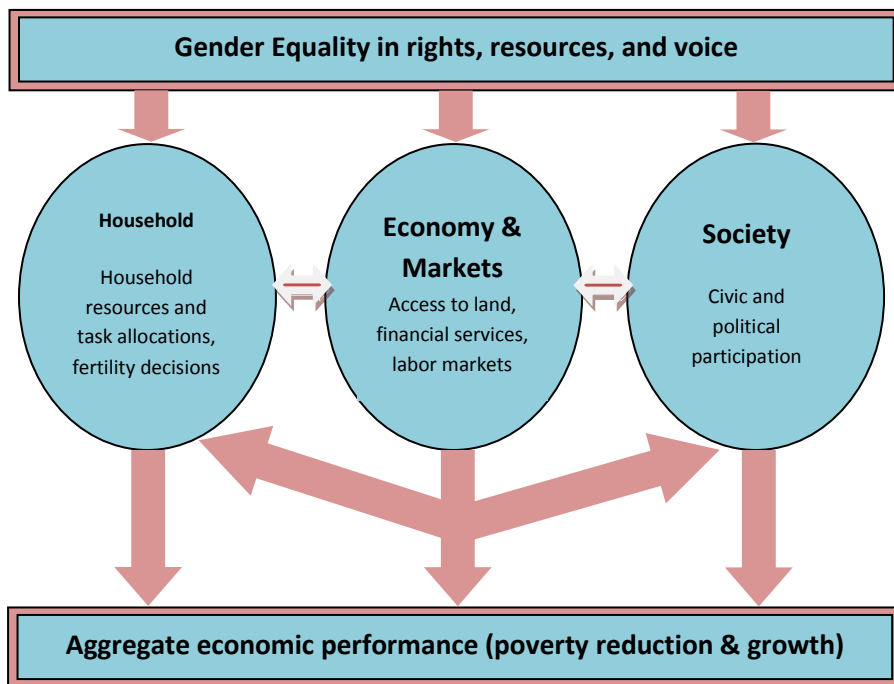 Gender Equality in rights, resources, and voice
Household
Household
resources and
task allocations,
fertility decisions
Economy &
Markets
Access to land,
financial services,
labor markets
Society
Civic and
political
participation
Aggregate economic performance (poverty reduction & growth)